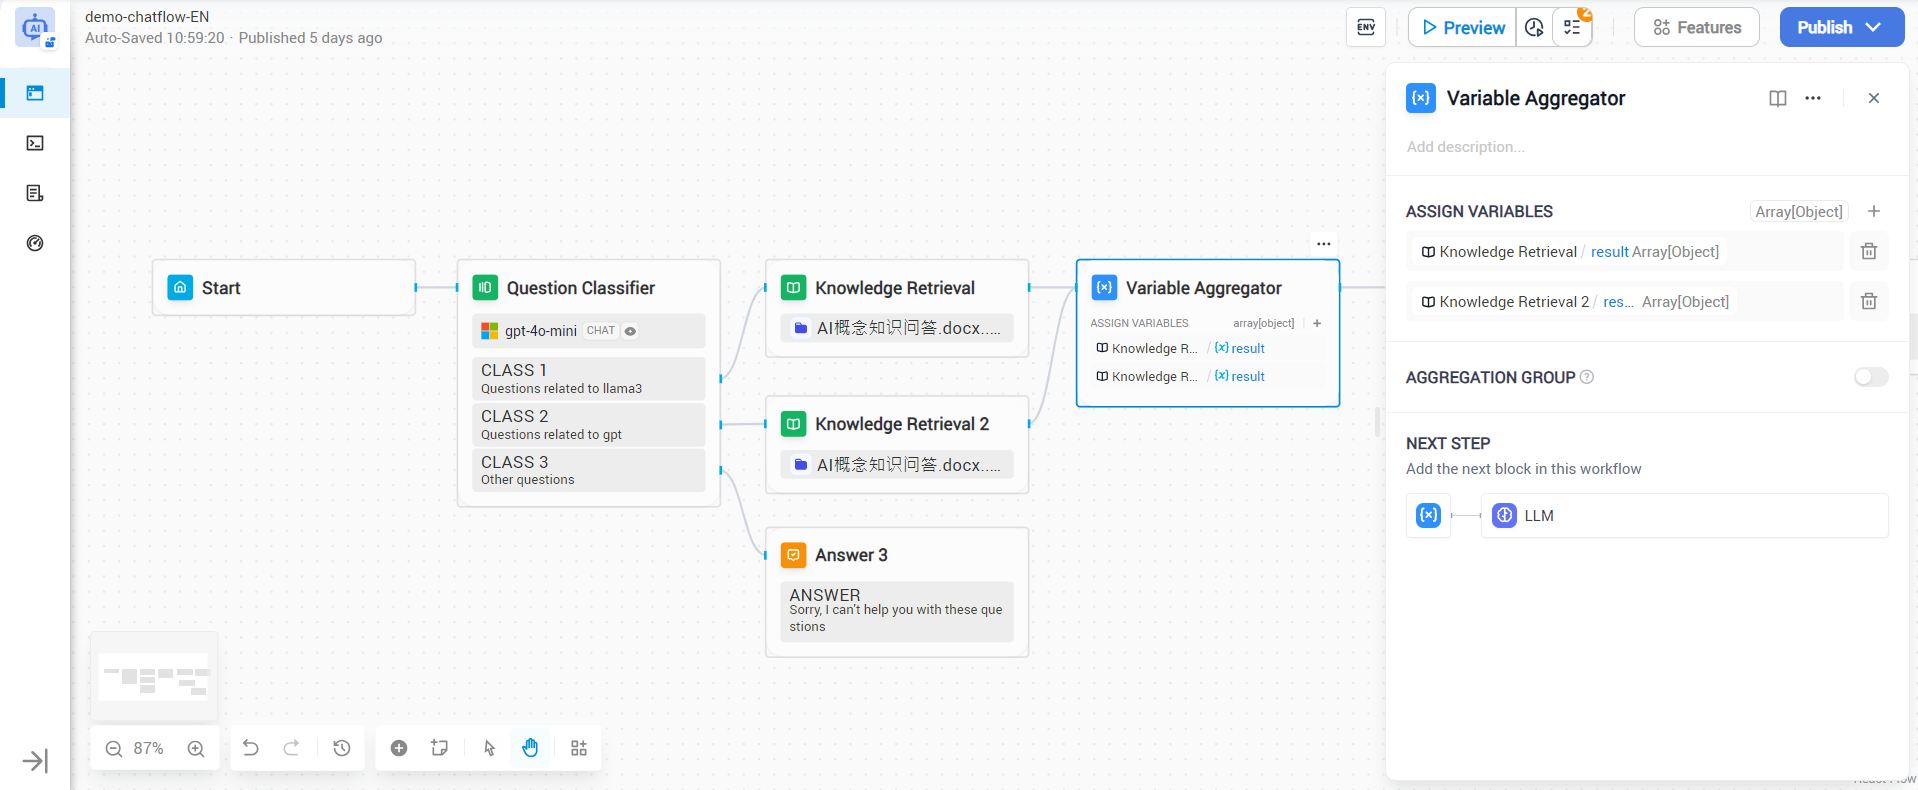 demo-chatflow-EN
Auto-Saved 10:59:20 · Published 5 days ago
ENV
Preview
2
Features
Publish
Start
Question Classifier
gpt-4o-mini CHAT
CLASS 1
Questions related to llama3
CLASS 2
Questions related to gpt
CLASS 3
Other questions
Knowledge Retrieval
AI概念知识问答.docx.…
Knowledge Retrieval 2
AI概念知识问答.docx.…
Answer 3
ANSWER
Sorry, I can't help you with these que
stions
Variable Aggregator
ASSIGN VARIABLES array[object] +
Knowledge R... / {x} result
Knowledge R... / {x} result
87%
Variable Aggregator
Add description...
ASSIGN VARIABLES Array[Object] +
Knowledge Retrieval / result Array[Object]
Knowledge Retrieval 2 / res... Array[Object]
AGGREGATION GROUP
NEXT STEP
Add the next block in this workflow
LLM
React Flow